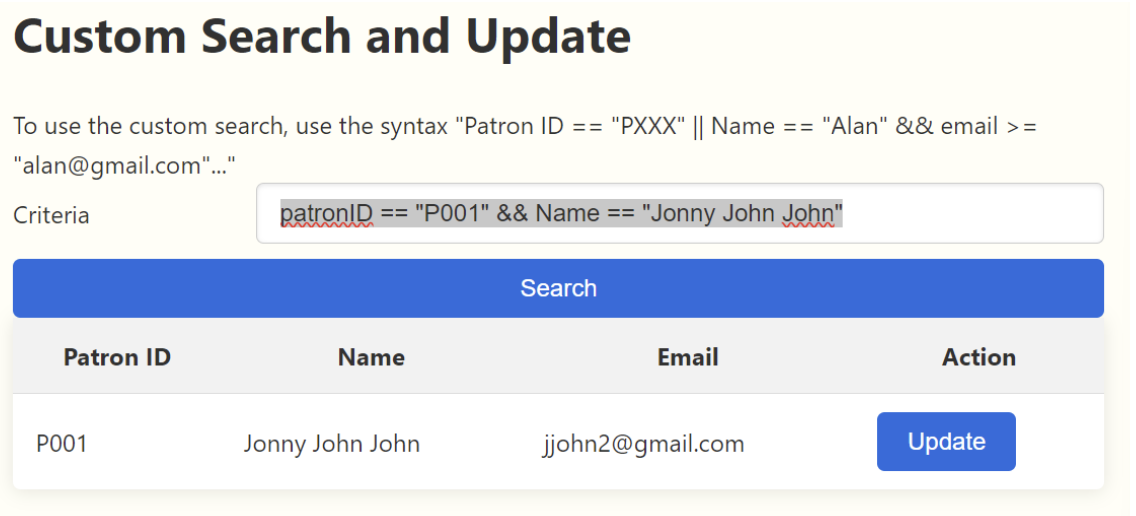 Custom Search and Update
To use the custom search, use the syntax "Patron ID == "PXXX" || Name == "Alan" && email >=
"alan@gmail.com"..."
Criteria patronID == "P001" && Name == "Jonny John John"
Search
Patron ID Name Email Action
P001 Jonny John John jjohn2@gmail.com Update